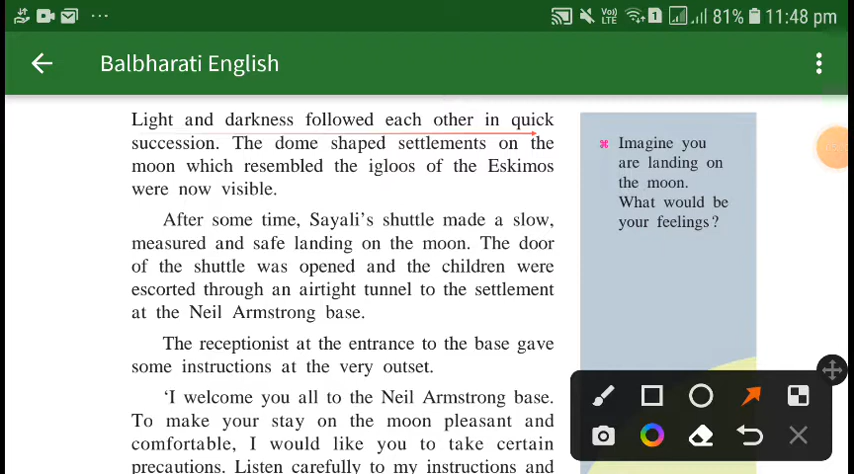 Vo)) 1 81% 11:48 pm
LTE
Balbharati English
Light and darkness followed each other in quick
succession. The dome shaped settlements on the
moon which resembled the igloos of the Eskimos
were now visible.
After some time, Sayali's shuttle made a slow,
measured and safe landing on the moon. The door
of the shuttle was opened and the children were
escorted through an airtight tunnel to the settlement
at the Neil Armstrong base.
The receptionist at the entrance to the base gave
some instructions at the very outset.
'I welcome you all to the Neil Armstrong base.
To make your stay on the moon pleasant and
comfortable, I would like you to take certain
precautions. Listen carefully to my instructions and
Imagine you
are landing on
the moon.
What would be
your feelings?